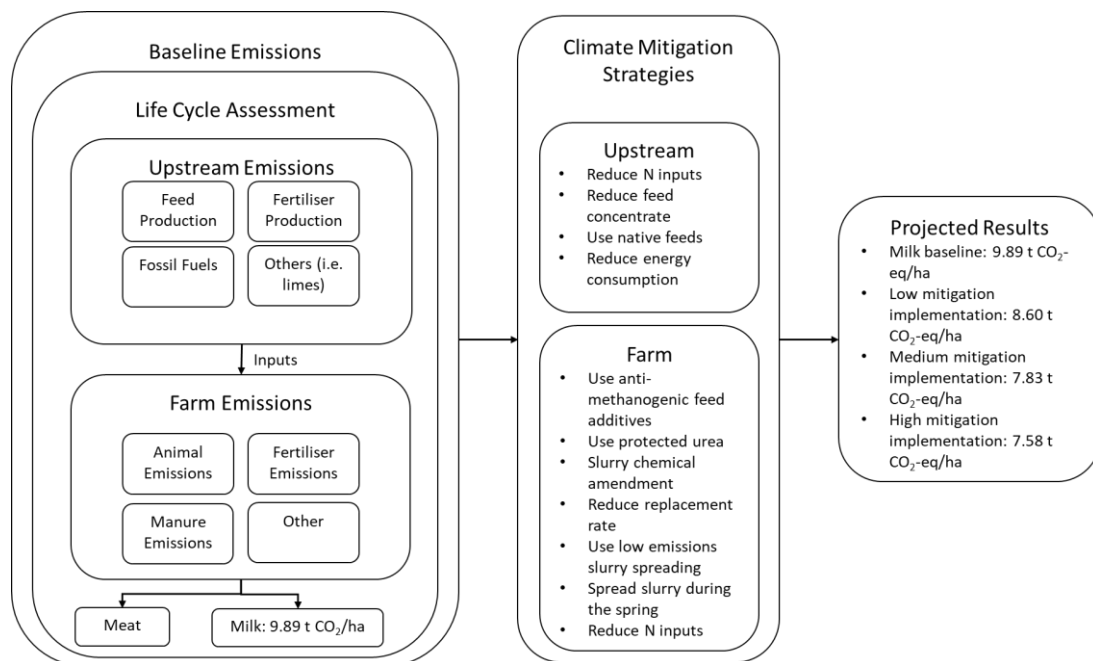 Baseline Emissions
Life Cycle Assessment
Upstream Emissions
Feed
Production
Fertiliser
Production
Fossil Fuels
Others (i.e.
limes)
Inputs
Farm Emissions
Animal
Emissions
Fertiliser
Emissions
Manure
Emissions
Other
Meat
Milk: 9.89 t CO₂/ha
Climate Mitigation
Strategies
Upstream
• Reduce N inputs
• Reduce feed
concentrate
• Use native feeds
• Reduce energy
consumption
Farm
• Use anti-
methanogenic feed
additives
• Use protected urea
• Slurry chemical
amendment
• Reduce replacement
rate
• Use low emissions
slurry spreading
• Spread slurry during
the spring
• Reduce N inputs
Projected Results
• Milk baseline: 9.89 t CO₂-
eq/ha
• Low mitigation
implementation: 8.60 t
CO₂-eq/ha
• Medium mitigation
implementation: 7.83 t
CO₂-eq/ha
• High mitigation
implementation: 7.58 t
CO₂-eq/ha